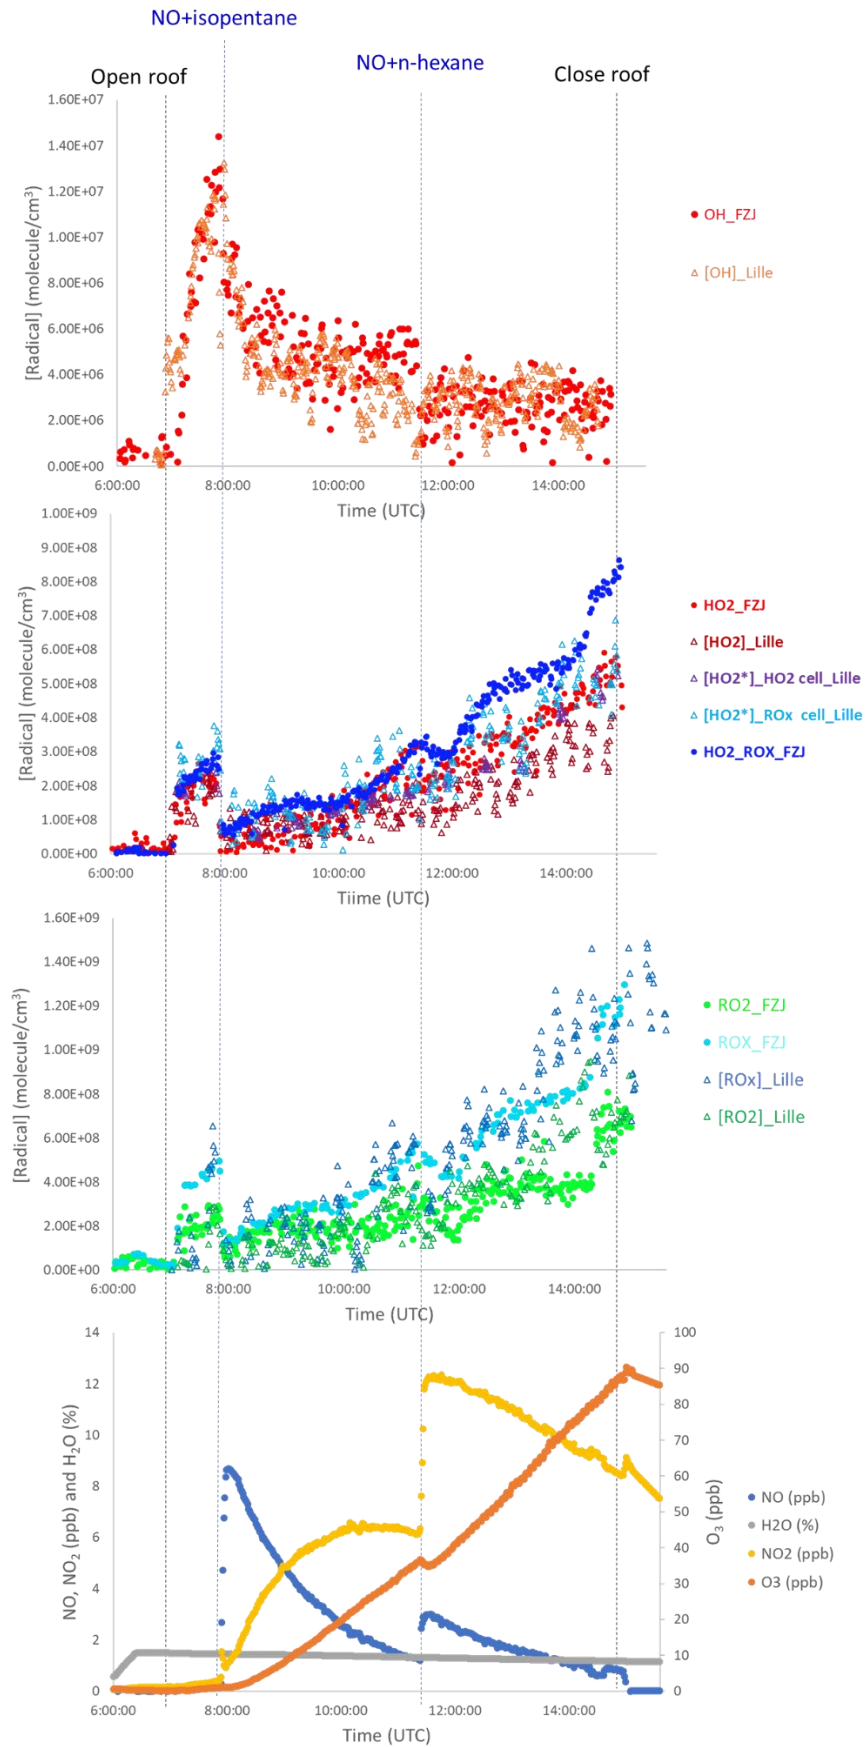 NO+isopentane
NO+n-hexane
Open roof
Close roof
[Radical] (molecule/cm³)
1.60E+07
1.40E+07
1.20E+07
1.00E+07
8.00E+06
6.00E+06
4.00E+06
2.00E+06
0.00E+00
6:00:00 8:00:00 10:00:00 12:00:00 14:00:00
Time (UTC)
OH_FZJ
[OH]_Lille
[Radical] (molecule/cm³)
1.00E+09
9.00E+08
8.00E+08
7.00E+08
6.00E+08
5.00E+08
4.00E+08
3.00E+08
2.00E+08
1.00E+08
0.00E+00
6:00:00 8:00:00 10:00:00 12:00:00 14:00:00
Tiime (UTC)
HO2_FZJ
[HO2]_Lille
[HO2*]_HO2 cell_Lille
[HO2*]_ROx cell_Lille
HO2_ROX_FZJ
[Radical] (molecule/cm³)
1.60E+09
1.40E+09
1.20E+09
1.00E+09
8.00E+08
6.00E+08
4.00E+08
2.00E+08
0.00E+00
6:00:00 8:00:00 10:00:00 12:00:00 14:00:00
Time (UTC)
RO2_FZJ
ROX_FZJ
[ROx]_Lille
[RO2]_Lille
NO, NO₂ (ppb) and H₂O (%)
14
12
10
8
6
4
2
0
6:00:00 8:00:00 10:00:00 12:00:00 14:00:00
Time (UTC)
100
90
80
70
60
50
40
30
20
10
0
O₃ (ppb)
NO (ppb)
H2O (%)
NO2 (ppb)
O3 (ppb)